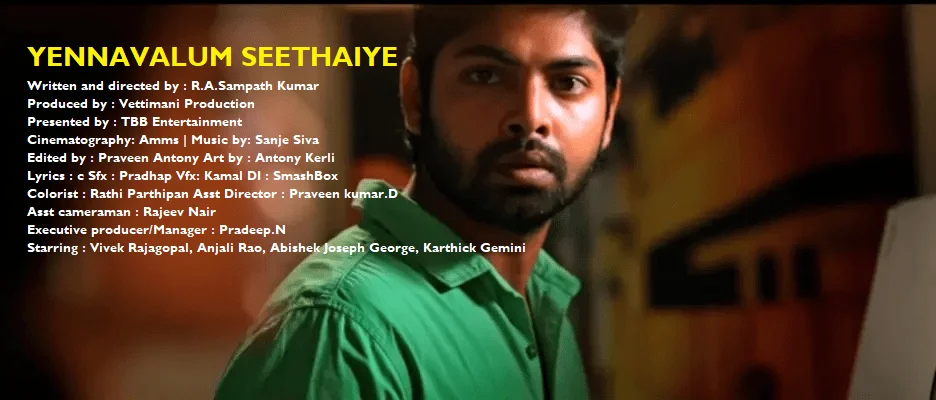 YENNAVALUM SEETHAIYE
Written and directed by : R.A.Sampath Kumar
Produced by : Vettimani Production
Presented by : TBB Entertainment
Cinematography: Amms | Music by: Sanje Siva
Edited by : Praveen Antony Art by : Antony Kerli
Lyrics : c Sfx : Pradhap Vfx: Kamal DI : SmashBox
Colorist : Rathi Parthipan Asst Director : Praveen kumar.D
Asst cameraman : Rajeev Nair
Executive producer/Manager : Pradeep.N
Starring : Vivek Rajagopal, Anjali Rao, Abishek Joseph George, Karthick Gemini